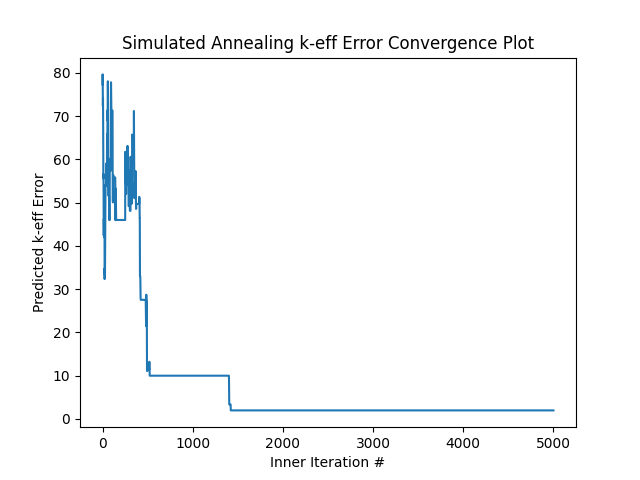 Simulated Annealing k-eff Error Convergence Plot
Predicted k-eff Error
80
70
60
50
40
30
20
10
0
0 1000 2000 3000 4000 5000
Inner Iteration #